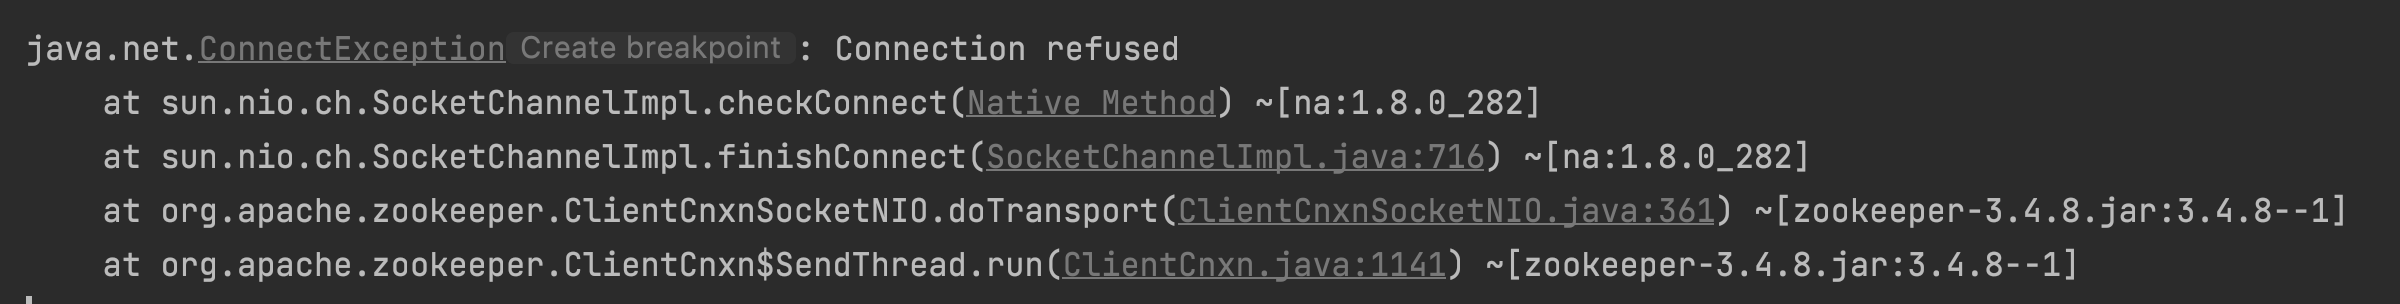 java.net.ConnectException Create breakpoint : Connection refused
at sun.nio.ch.SocketChannelImpl.checkConnect(Native Method) ~[na:1.8.0_282]
at sun.nio.ch.SocketChannelImpl.finishConnect(SocketChannelImpl.java:716) ~[na:1.8.0_282]
at org.apache.zookeeper.ClientCnxnSocketNIO.doTransport(ClientCnxnSocketNIO.java:361) ~[zookeeper-3.4.8.jar:3.4.8--1]
at org.apache.zookeeper.ClientCnxn$SendThread.run(ClientCnxn.java:1141) ~[zookeeper-3.4.8.jar:3.4.8--1]